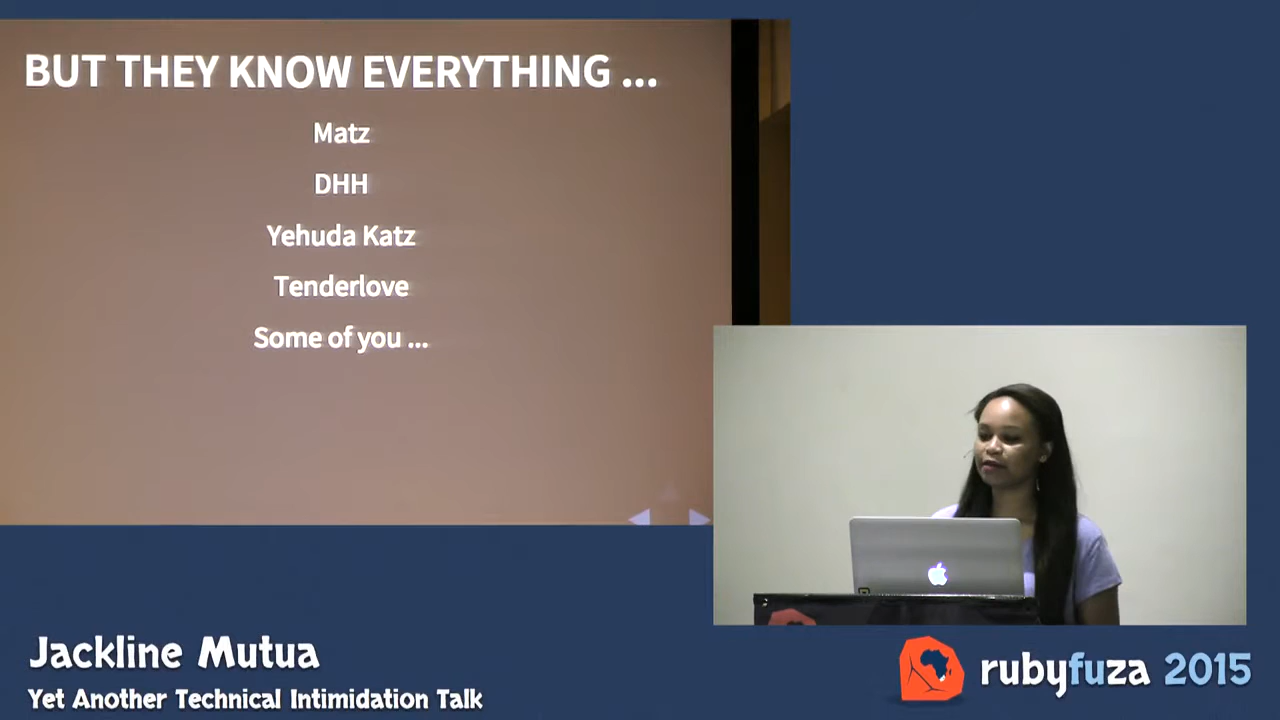 BUT THEY KNOW EVERYTHING ...
Matz
DHH
Yehuda Katz
Tenderlove
Some of you ...
Jackline Mutua
Yet Another Technical Intimidation Talk
rubyfuza 2015